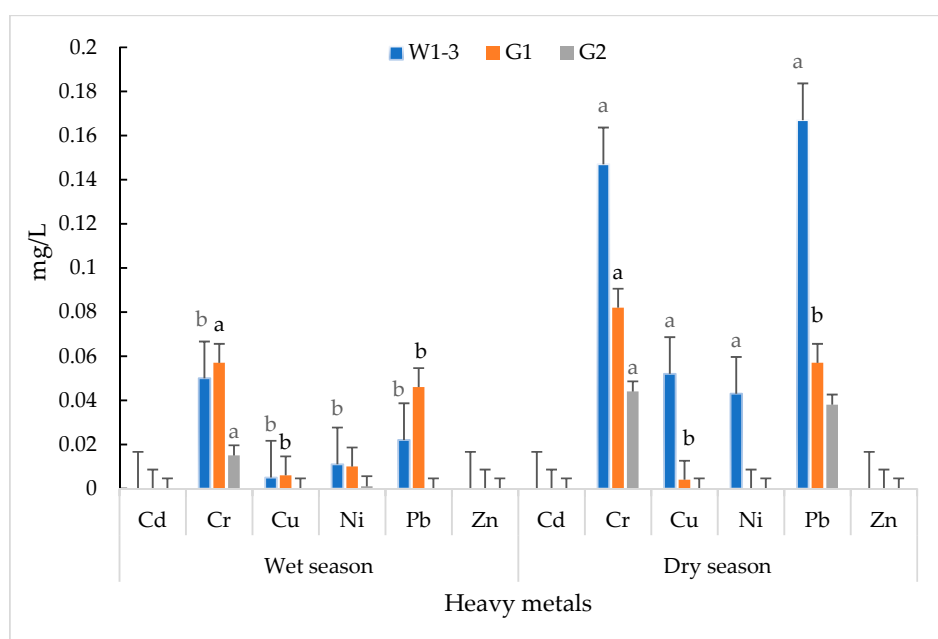 W1-3 G1 G2
0.2
0.18
0.16
0.14
0.12
0.1
0.08
0.06
0.04
0.02
0
mg/L
b a a b b b b b
a a a a b a a b
Cd Cr Cu Ni Pb Zn Cd Cr Cu Ni Pb Zn
Wet season Dry season
Heavy metals